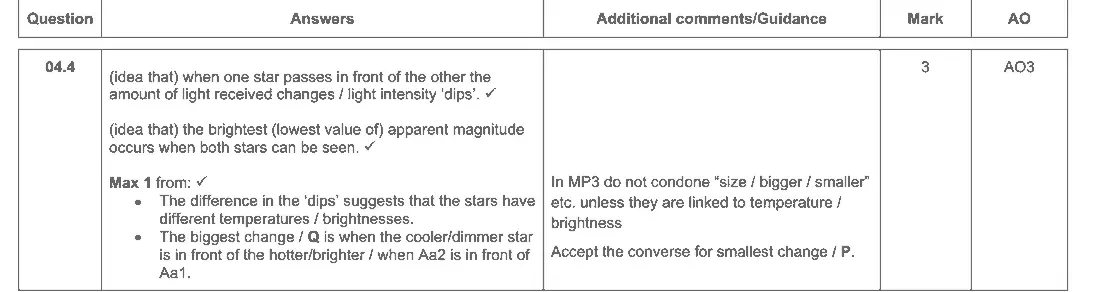 Question Answers Additional comments/Guidance Mark AO
04.4 3 AO3
(idea that) when one star passes in front of the other the
amount of light received changes / light intensity 'dips'. ✓
(idea that) the brightest (lowest value of) apparent magnitude
occurs when both stars can be seen. ✓
Max 1 from: ✓
• The difference in the 'dips' suggests that the stars have
different temperatures / brightnesses.
• The biggest change / Q is when the cooler/dimmer star
is in front of the hotter/brighter / when Aa2 is in front of
Aa1.
In MP3 do not condone "size / bigger / smaller"
etc. unless they are linked to temperature /
brightness
Accept the converse for smallest change / P.